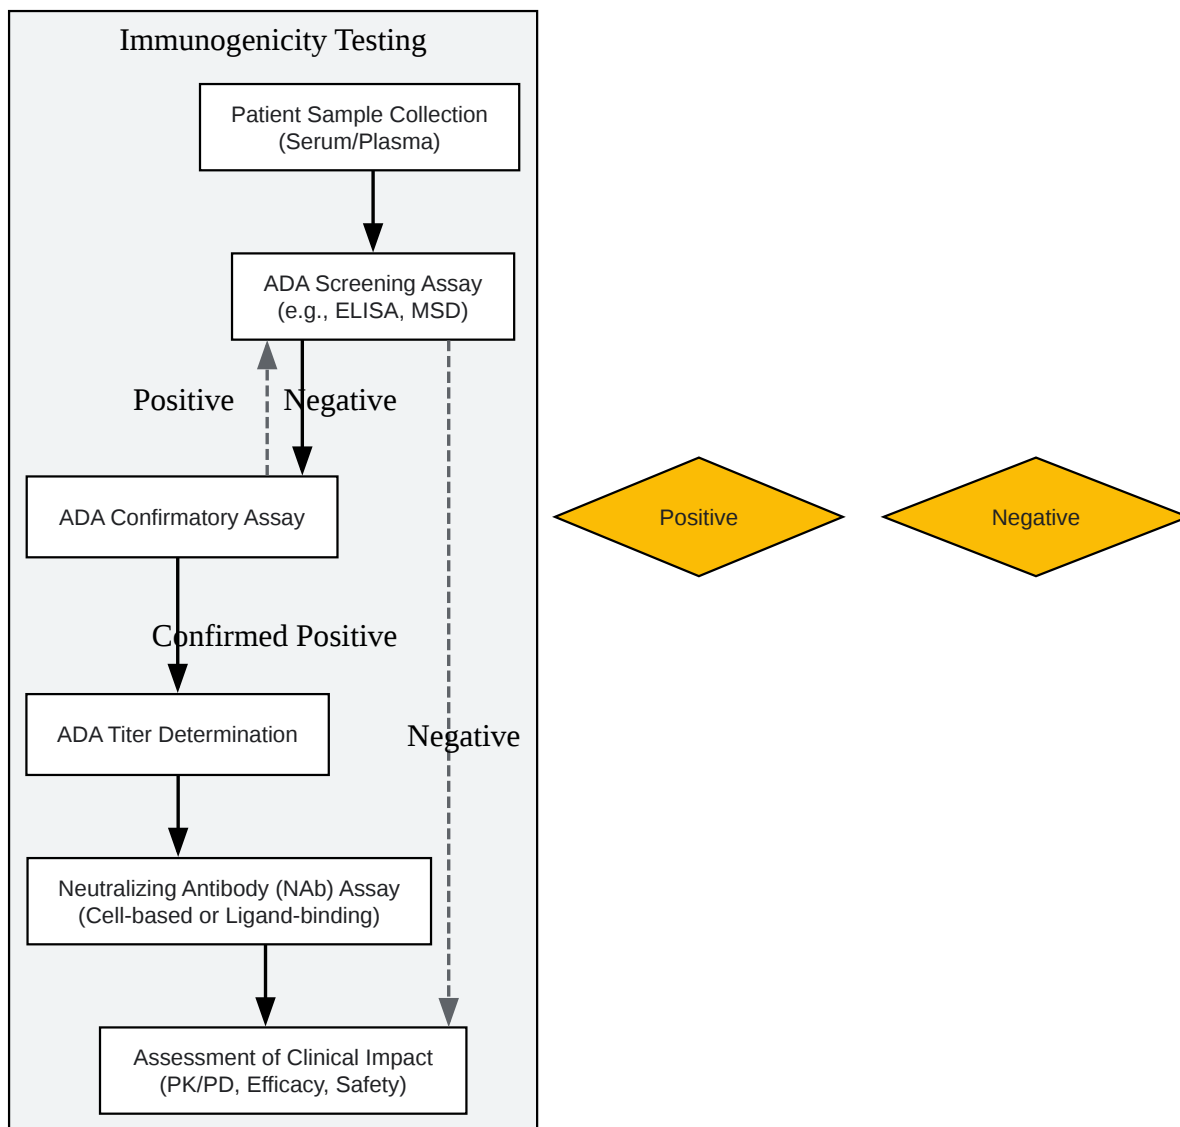 Immunogenicity Testing
Patient Sample Collection
(Serum/Plasma)
ADA Screening Assay
(e.g., ELISA, MSD)
Positive
Negative
ADA Confirmatory Assay
Positive
Negative
Confirmed Positive
ADA Titer Determination
Negative
Neutralizing Antibody (NAb) Assay
(Cell-based or Ligand-binding)
Assessment of Clinical Impact
(PK/PD, Efficacy, Safety)